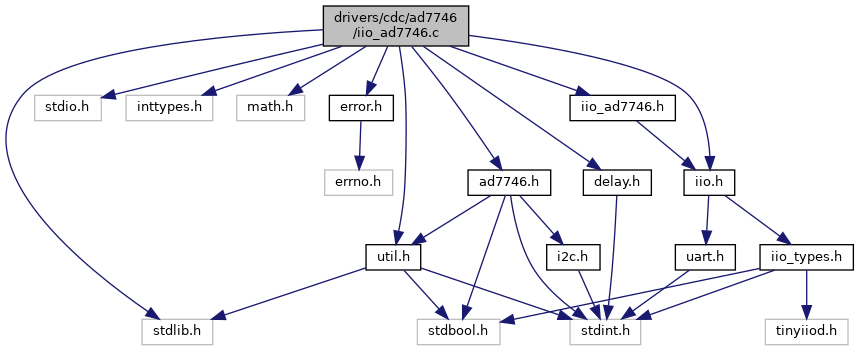 drivers/cdc/ad7746
/iio_ad7746.c
stdio.h
inttypes.h
math.h
error.h
iio_ad7746.h
errno.h
ad7746.h
delay.h
iio.h
util.h
i2c.h
uart.h
iio_types.h
stdlib.h
stdbool.h
stdint.h
tinyiiod.h